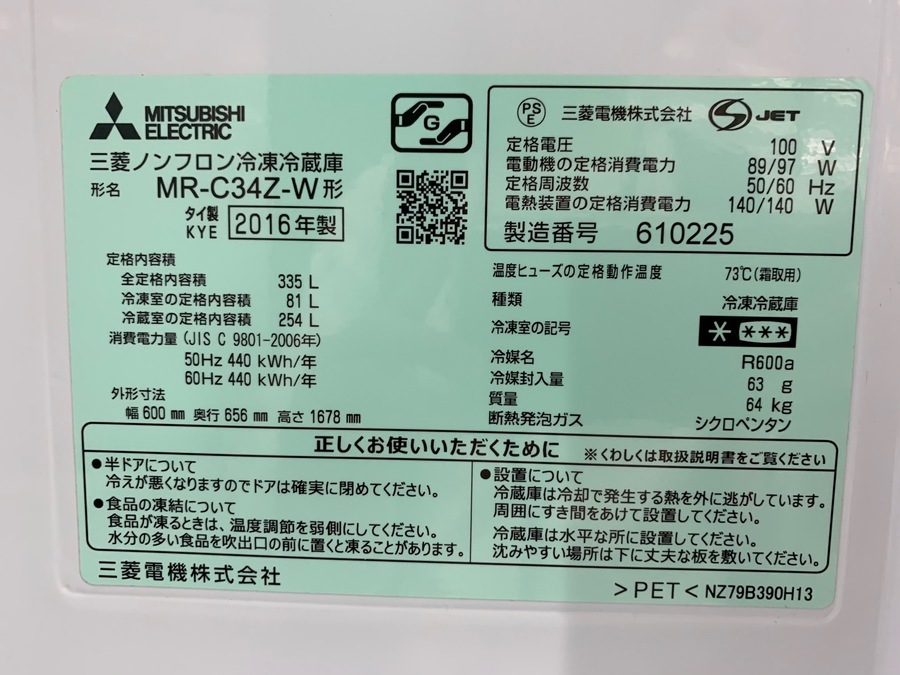 MITSUBISHI
ELECTRIC
G
三菱ノンフロン冷凍冷蔵庫
形名 MR-C34Z-W形
タイ製
KYE 2016年製
PS
E 三菱電機株式会社 JET
定格電圧 100 V
電動機の定格消費電力 89/97 W
定格周波数 50/60 Hz
電熱装置の定格消費電力 140/140 W
製造番号 610225
定格内容積
全定格内容積 335 L
冷凍室の定格内容積 81 L
冷蔵室の定格内容積 254 L
消費電力量 (JIS C 9801-2006年)
50Hz 440 kWh/年
60Hz 440 kWh/年
外形寸法
幅 600 mm 奥行 656 mm 高さ 1678 mm
温度ヒューズの定格動作温度 73℃(霜取用)
種類 冷凍冷蔵庫
冷凍室の記号 * ***
冷媒名 R600a
冷媒封入量 63 g
質量 64 kg
断熱発泡ガス シクロペンタン
正しくお使いいただくために ※くわしくは取扱説明書をご覧ください
●半ドアについて
冷えが悪くなりますのでドアは確実に閉めてください。
●食品の凍結について
食品が凍るときは、温度調節を弱側にしてください。
水分の多い食品を吹出口の前に置くと凍ることがあります。
●設置について
冷蔵庫は冷却で発生する熱を外に逃がしています。
周囲にすき間をあけて設置してください。
冷蔵庫は水平な所に設置してください。
沈みやすい場所は下に丈夫な板を敷いてください。
三菱電機株式会社
>PET< NZ79B390H13